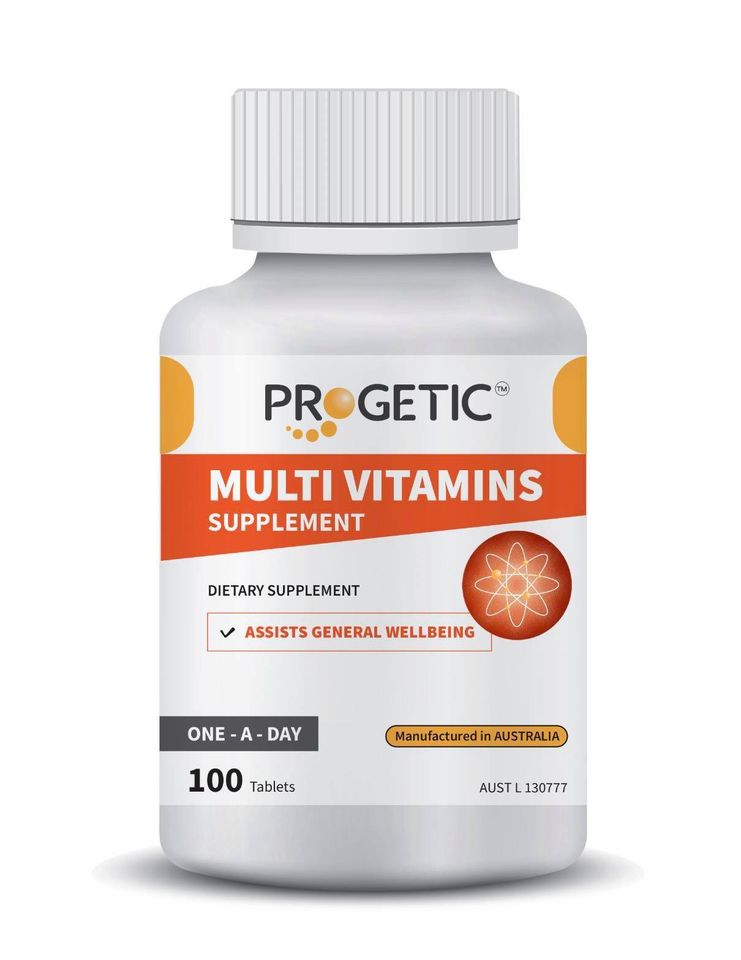 PROGETIC™
MULTI VITAMINS
SUPPLEMENT
DIETARY SUPPLEMENT
ASSISTS GENERAL WELLBEING
ONE - A - DAY
Manufactured in AUSTRALIA
100 Tablets
AUST L 130777